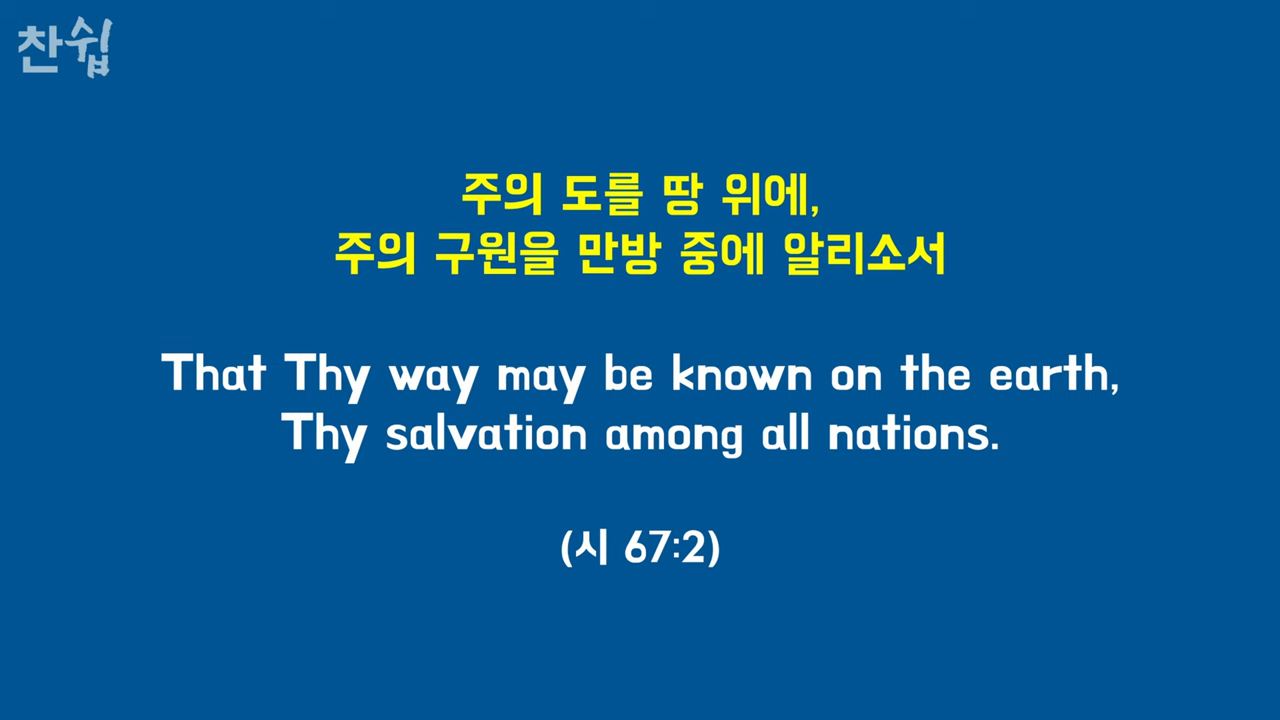 찬쉽
주의 도를 땅 위에,
주의 구원을 만방 중에 알리소서
That Thy way may be known on the earth,
Thy salvation among all nations.
(시 67:2)